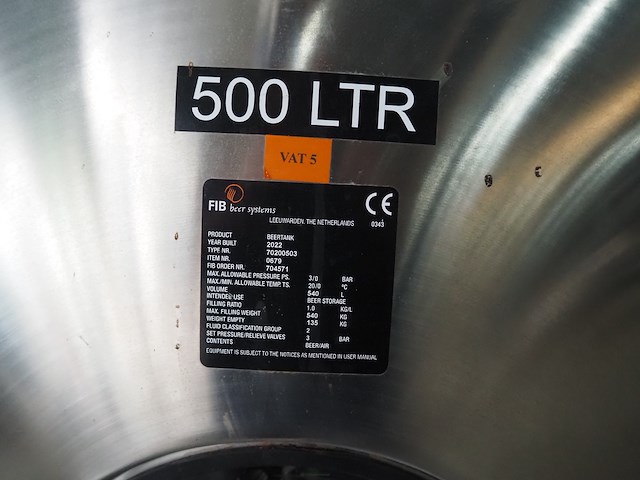 500 LTR
VAT 5
FIB beer systems
CE
LEEUWARDEN, THE NETHERLANDS 0343
PRODUCT BEERTANK
YEAR BUILT 2022
TYPE NR. 70200503
ITEM NR. 0679
FIB ORDER NR. 704571
MAX. ALLOWABLE PRESSURE PS. 3/0 BAR
MAX./MIN. ALLOWABLE TEMP. TS. 20/0 °C
VOLUME 540 L
INTENDED USE BEER STORAGE
FILLING RATIO 1.0 KG/L
MAX. FILLING WEIGHT 540 KG
WEIGHT EMPTY 135 KG
FLUID CLASSIFICATION GROUP 2
SET PRESSURE/RELIEVE VALVES 3 BAR
CONTENTS BEER/AIR
EQUIPMENT IS SUBJECT TO THE NOTICES AS MENTIONED IN USER MANUAL